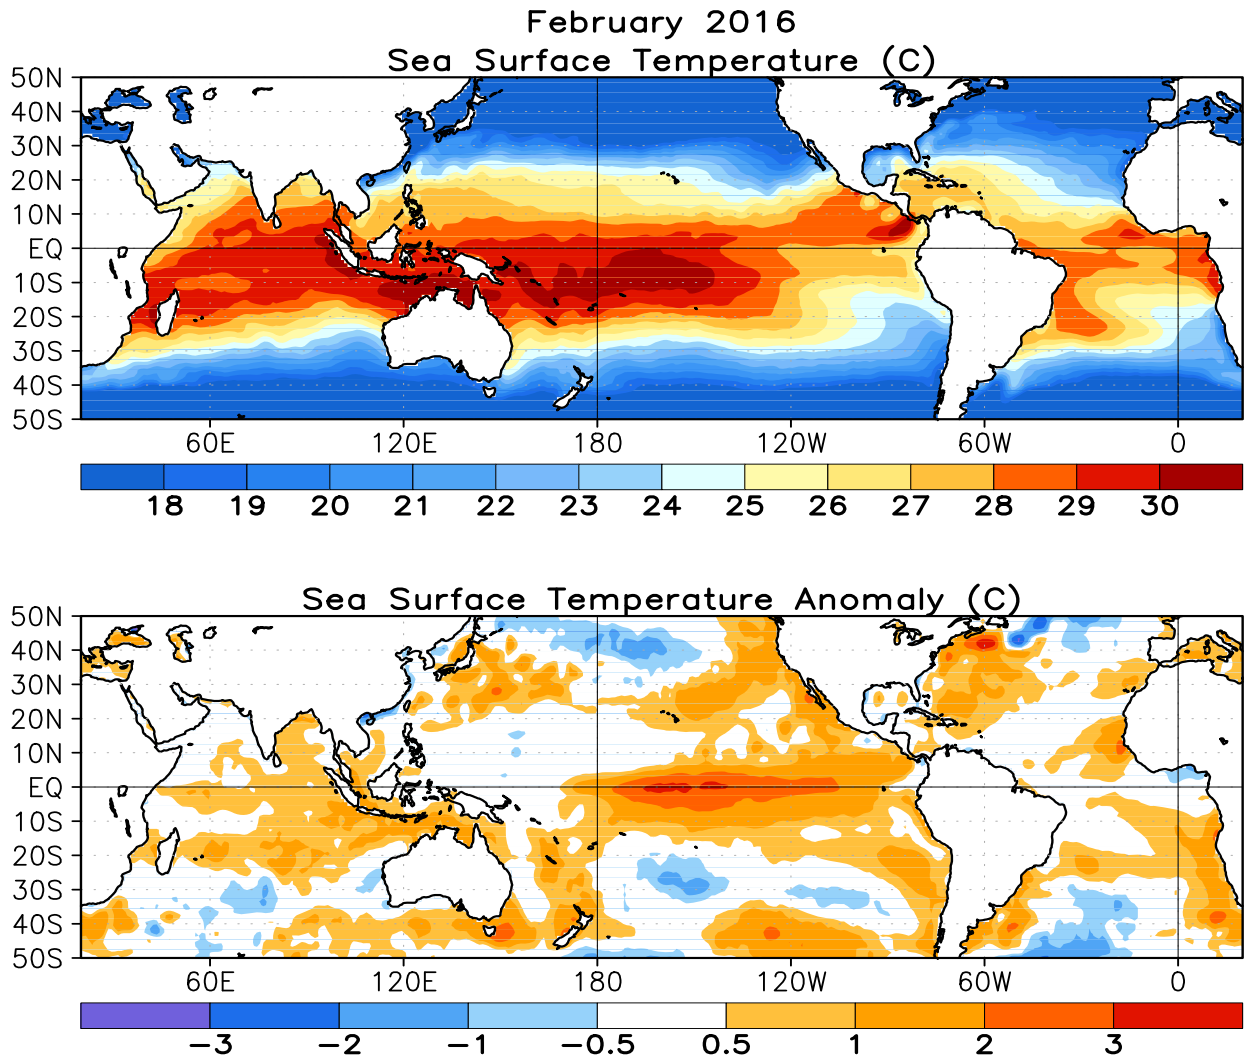 February 2016
Sea Surface Temperature (C)
50N
40N
30N
20N
10N
EQ
10S
20S
30S
40S
50S
60E 120E 180 120W 60W 0
18 19 20 21 22 23 24 25 26 27 28 29 30
Sea Surface Temperature Anomaly (C)
50N
40N
30N
20N
10N
EQ
10S
20S
30S
40S
50S
60E 120E 180 120W 60W 0
−3 −2 −1 −0.5 0.5 1 2 3